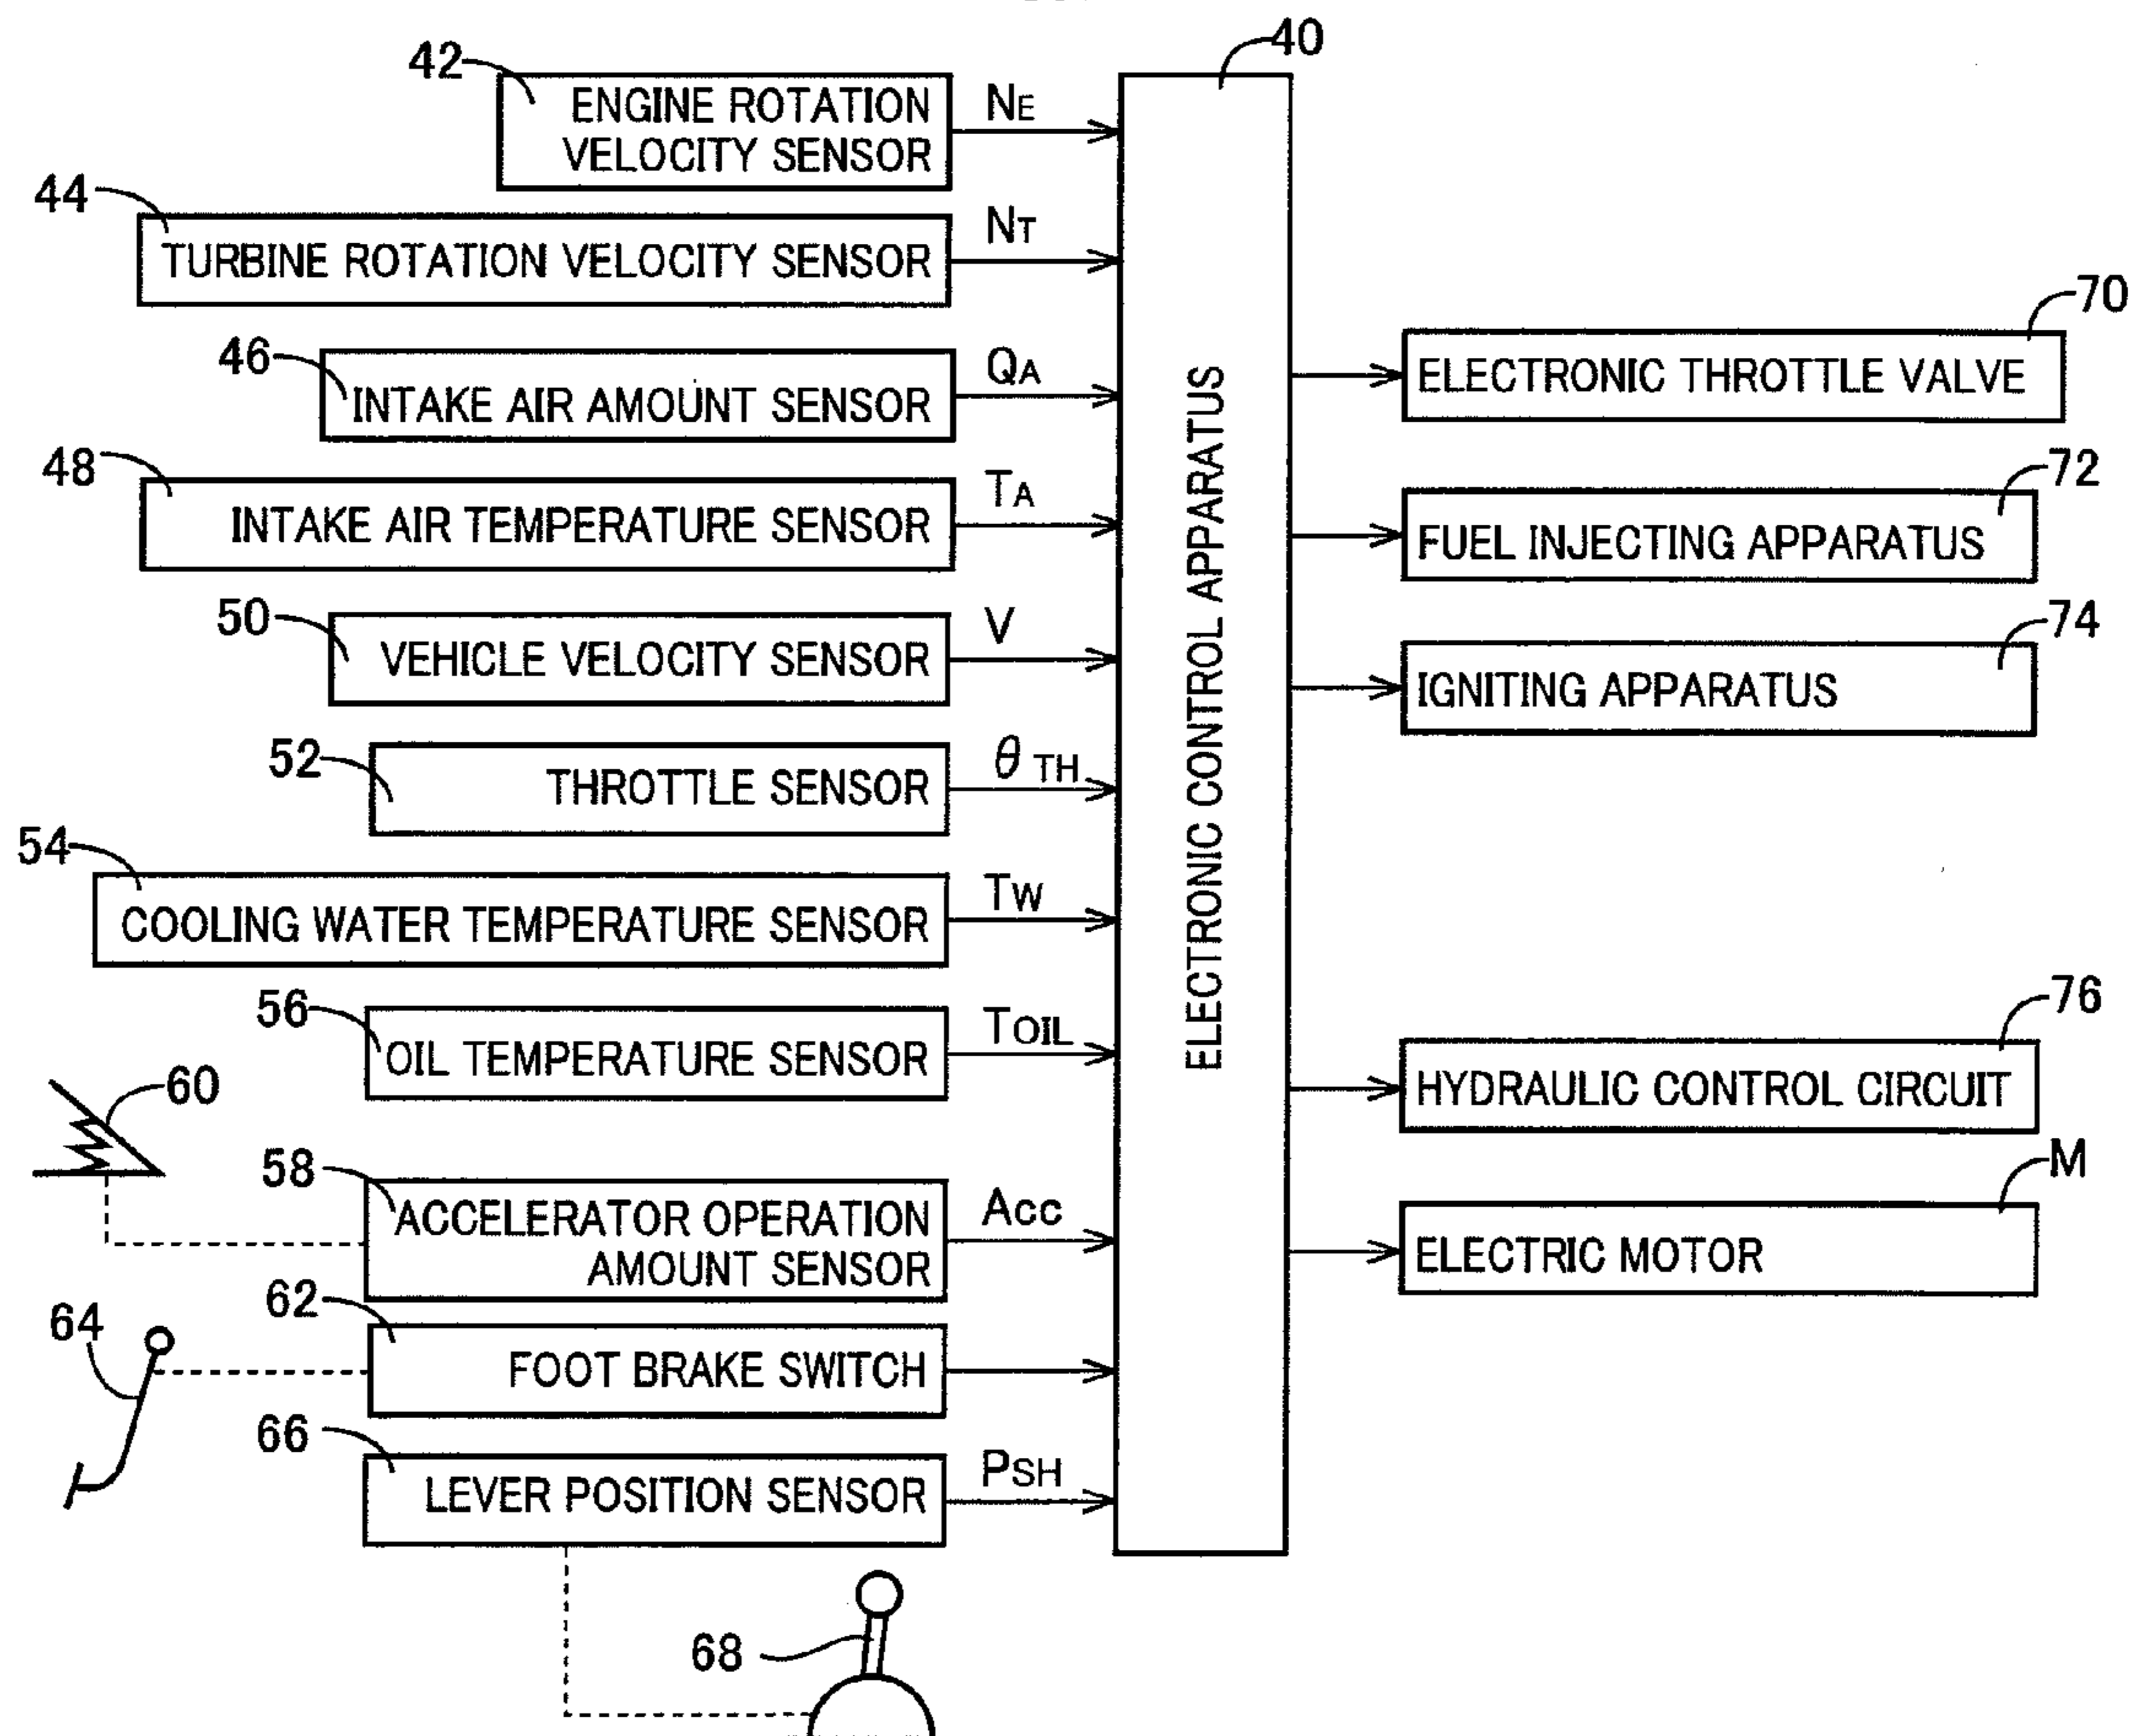 40
42
ENGINE ROTATION
VELOCITY SENSOR
NE
44
TURBINE ROTATION VELOCITY SENSOR
NT
46
INTAKE AIR AMOUNT SENSOR
QA
48
INTAKE AIR TEMPERATURE SENSOR
TA
50
VEHICLE VELOCITY SENSOR
V
52
THROTTLE SENSOR
θTH
54
COOLING WATER TEMPERATURE SENSOR
TW
56
OIL TEMPERATURE SENSOR
TOIL
60
58
ACCELERATOR OPERATION
AMOUNT SENSOR
Acc
64
62
FOOT BRAKE SWITCH
66
LEVER POSITION SENSOR
PSH
68
ELECTRONIC CONTROL APPARATUS
70
ELECTRONIC THROTTLE VALVE
72
FUEL INJECTING APPARATUS
74
IGNITING APPARATUS
76
HYDRAULIC CONTROL CIRCUIT
M
ELECTRIC MOTOR